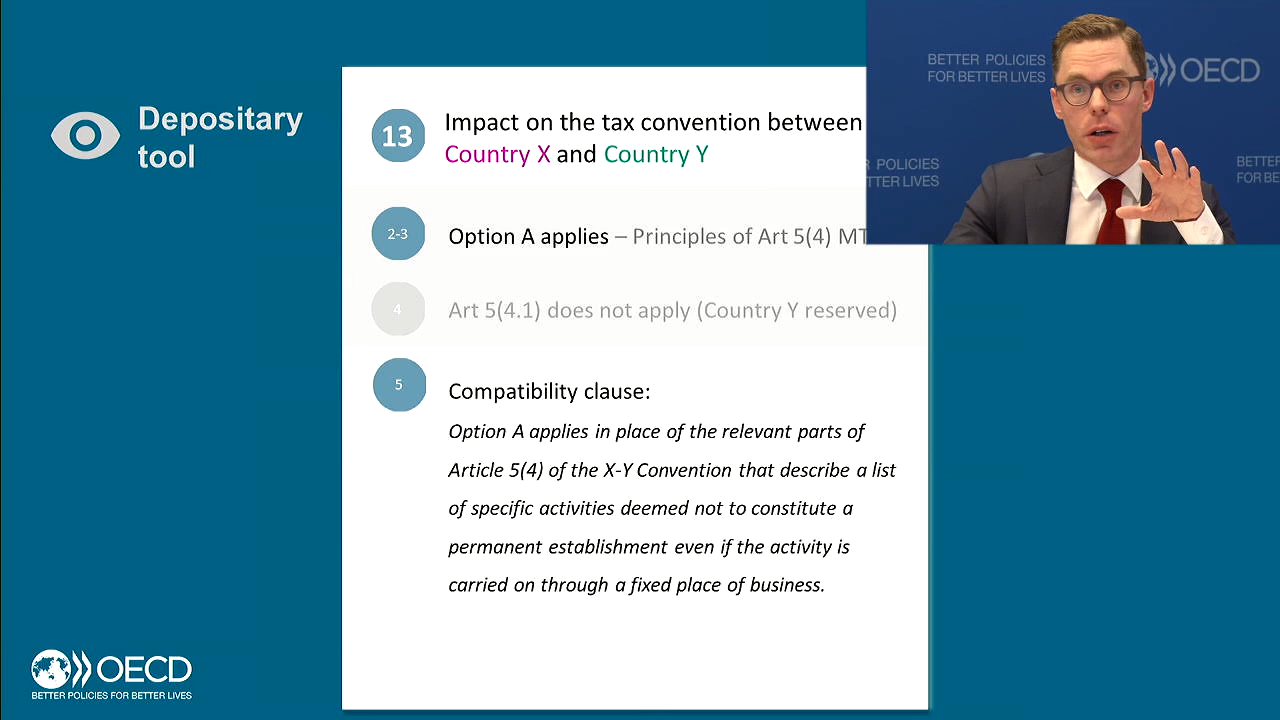 Depositary
tool
13
Impact on the tax convention between
Country X and Country Y
2-3
Option A applies – Principles of Art 5(4)
4
Art 5(4.1) does not apply (Country Y reserved)
5
Compatibility clause:
Option A applies in place of the relevant parts of
Article 5(4) of the X-Y Convention that describe a list
of specific activities deemed not to constitute a
permanent establishment even if the activity is
carried on through a fixed place of business.
OECD
BETTER POLICIES FOR BETTER LIVES
BETTER POLICIES
FOR BETTER LIVES
OECD
POLICIES
LIVES
BETTER